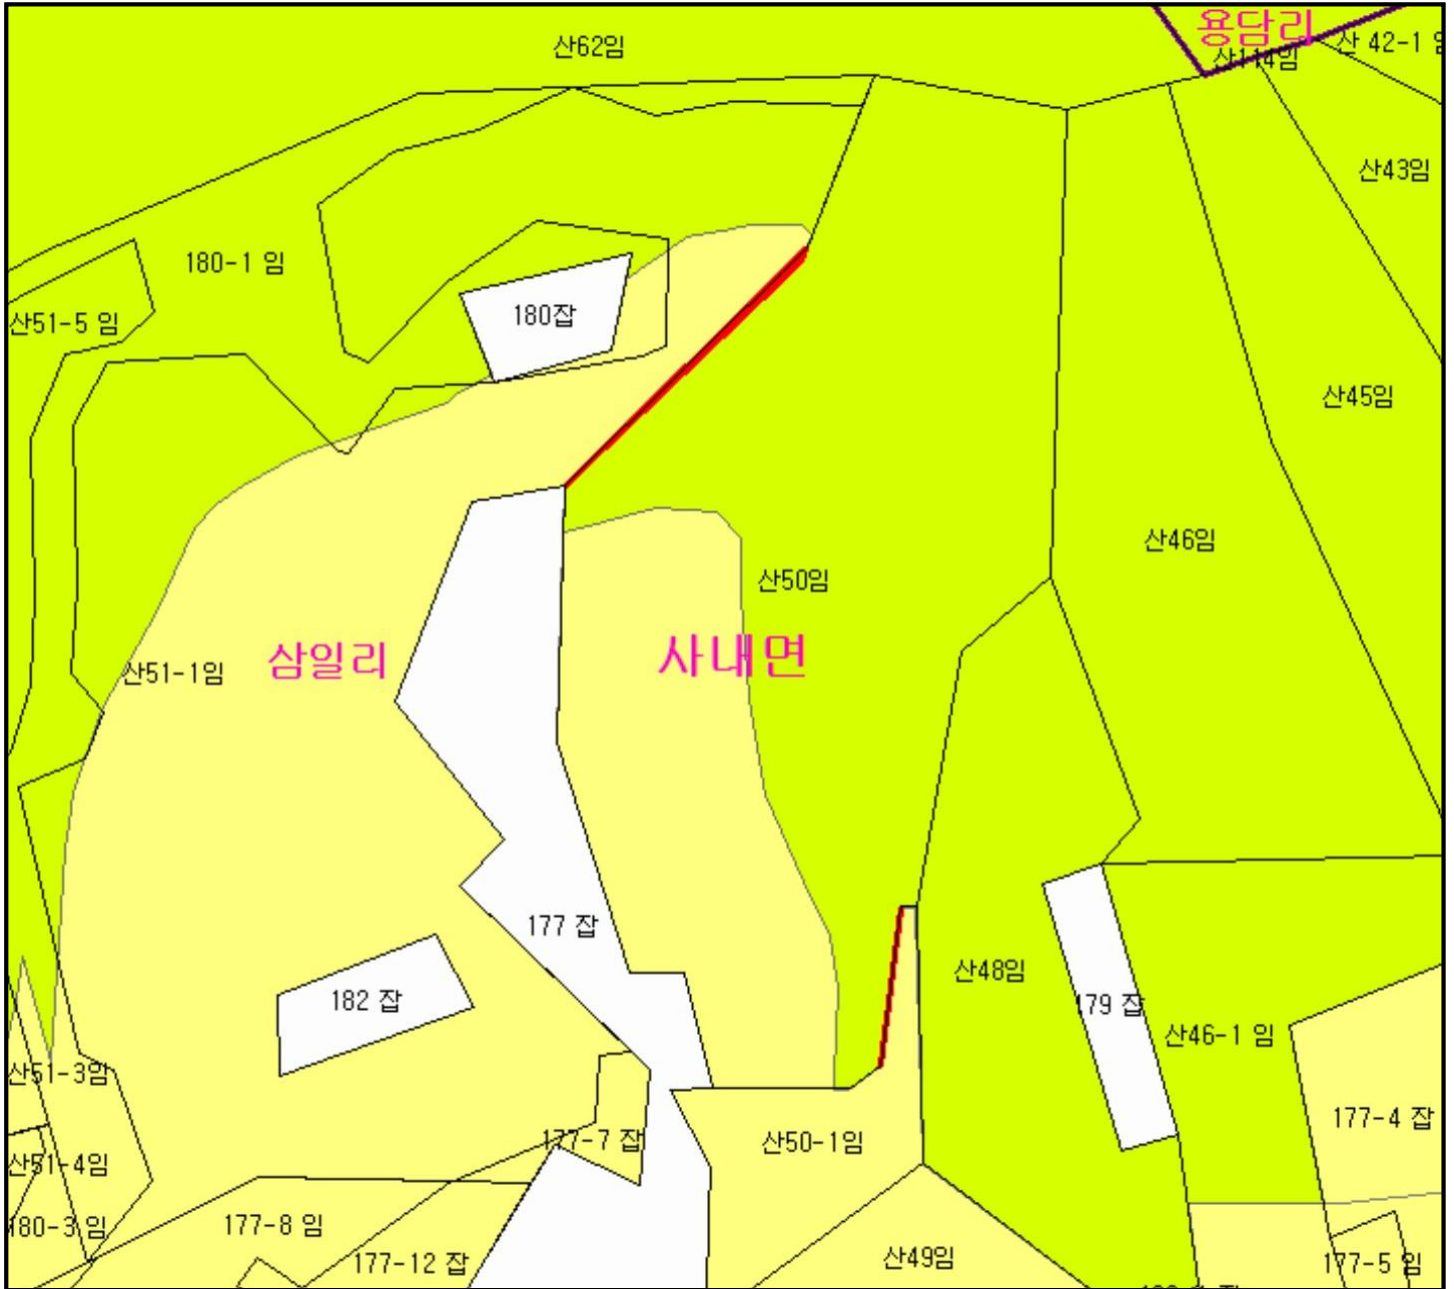 용담리
산62임
산 42-1 임
산114임
산43임
180-1 임
180잡
산51-5 임
산45임
산46임
산50임
삼일리
사내면
산51-1임
177 잡
산48임
182 잡
179 잡
산46-1 임
산51-3임
177-4 잡
177-7 잡
산50-1임
산51-4임
180-3 임
177-8 임
177-12 잡
산49임
177-5 임